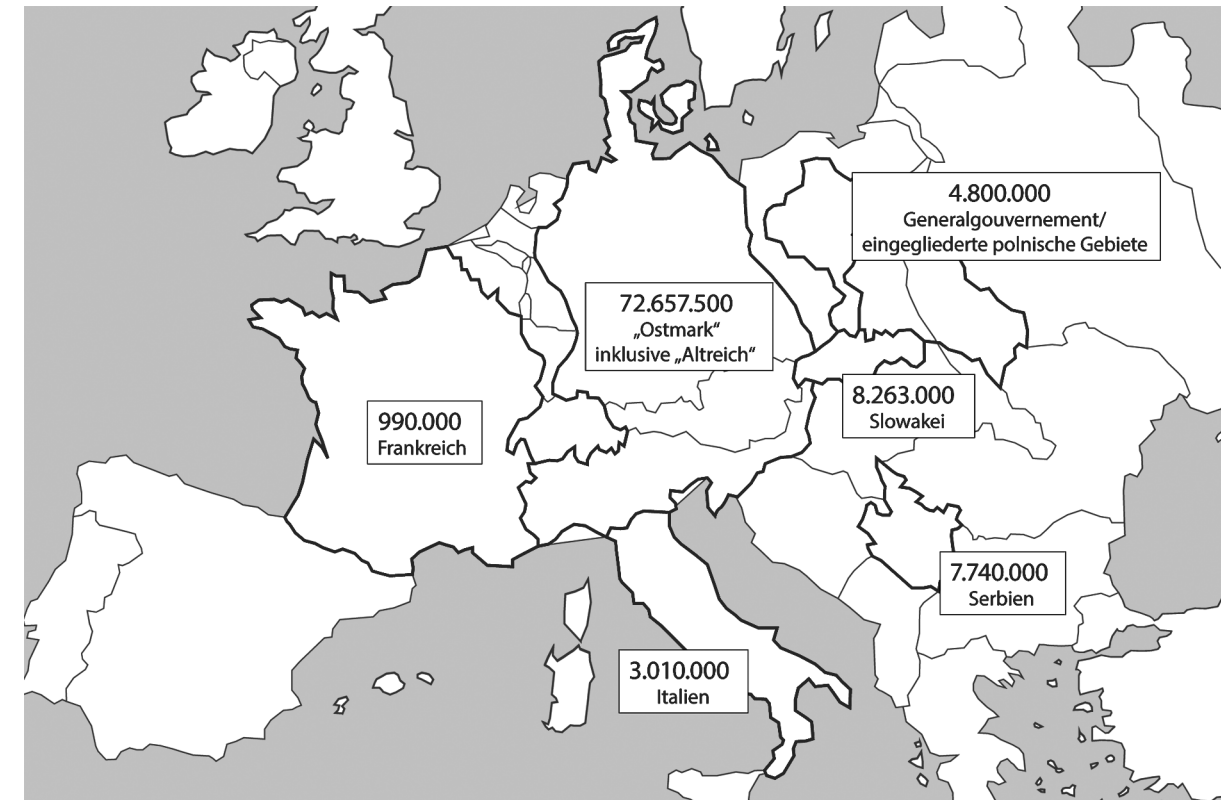 4.800.000
Generalgouvernement/
eingegliederte polnische Gebiete
72.657.500
„Ostmark“
inklusive „Altreich“
8.263.000
Slowakei
990.000
Frankreich
7.740.000
Serbien
3.010.000
Italien